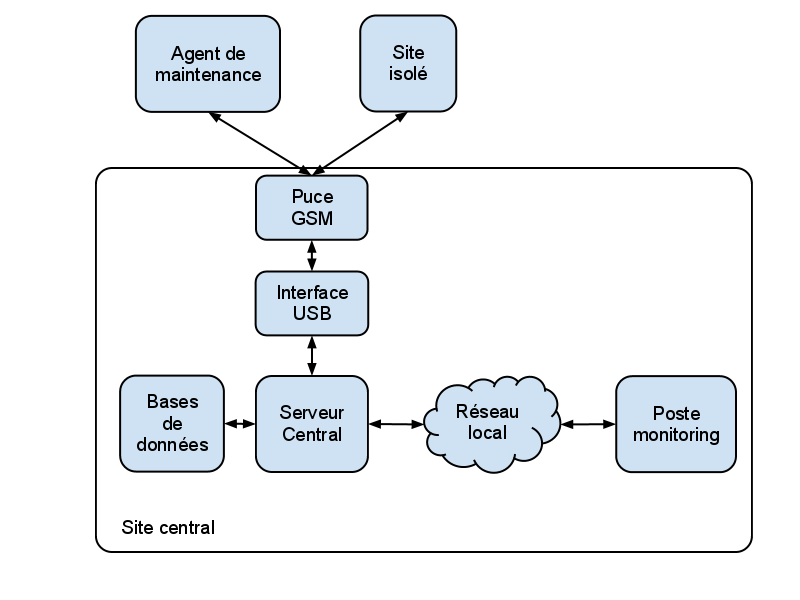 Agent de
maintenance
Site
isolé
Puce
GSM
Interface
USB
Bases
de
données
Serveur
Central
Réseau
local
Poste
monitoring
Site central